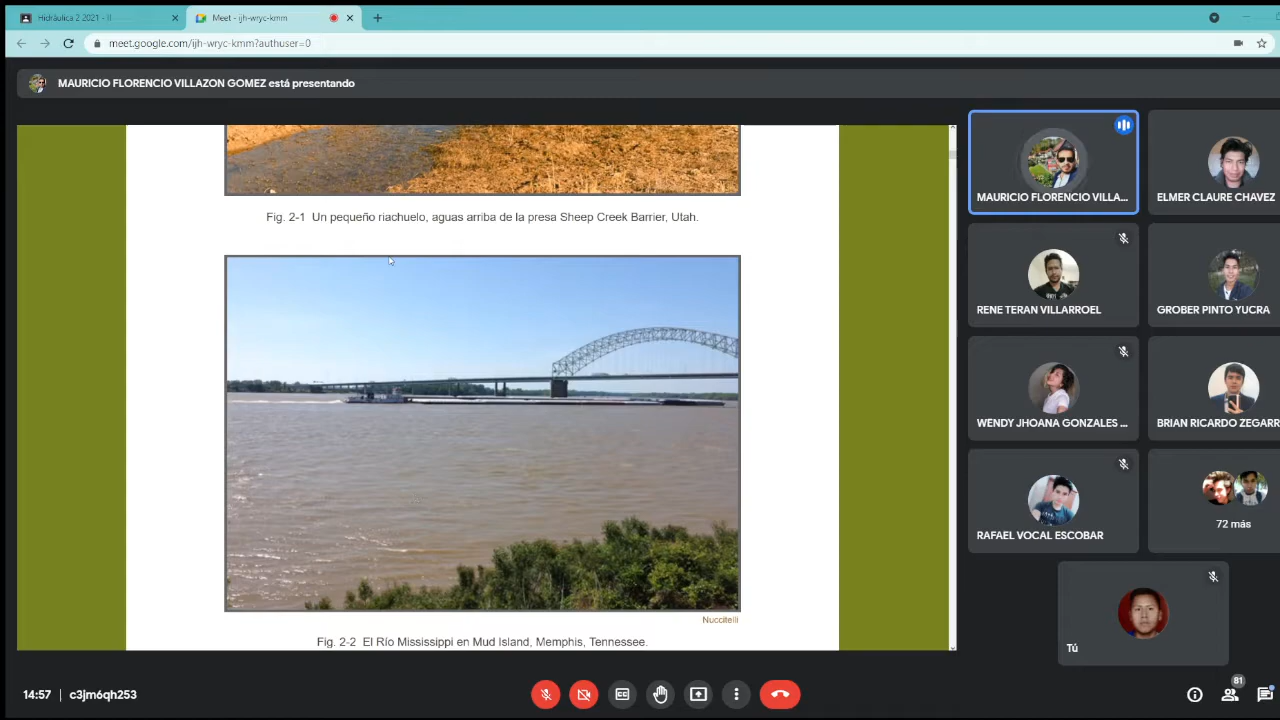 Hidráulica 2 2021 - II
Meet - ijh-wryc-kmm
meet.google.com/ijh-wryc-kmm?authuser=0
MAURICIO FLORENCIO VILLAZON GOMEZ está presentando
Fig. 2-1 Un pequeño riachuelo, aguas arriba de la presa Sheep Creek Barrier, Utah.
Nuccitelli
Fig. 2-2 El Río Mississippi en Mud Island, Memphis, Tennessee.
MAURICIO FLORENCIO VILLA...
ELMER CLAURE CHAVEZ
RENE TERAN VILLARROEL
GROBER PINTO YUCRA
WENDY JHOANA GONZALES ...
BRIAN RICARDO ZEGARR
RAFAEL VOCAL ESCOBAR
72 más
Tú
14:57 | c3jm6qh253
81